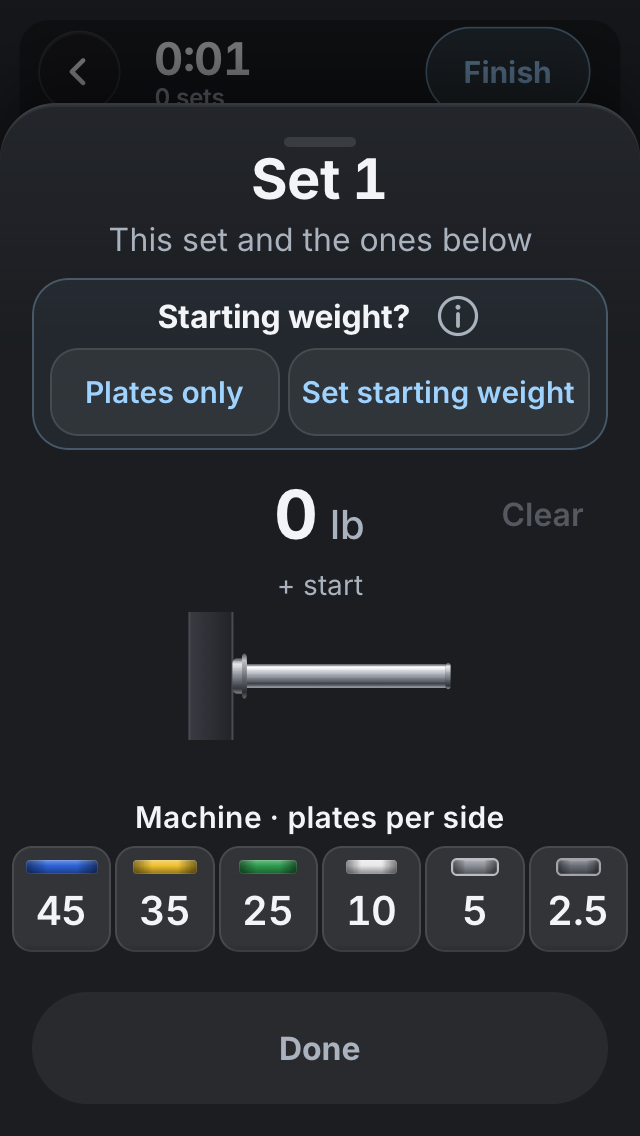 0:01
0 sets
Finish
Set 1
This set and the ones below
Starting weight?
Plates only
Set starting weight
0 lb
Clear
+ start
Machine · plates per side
45 35 25 10 5 2.5
Done